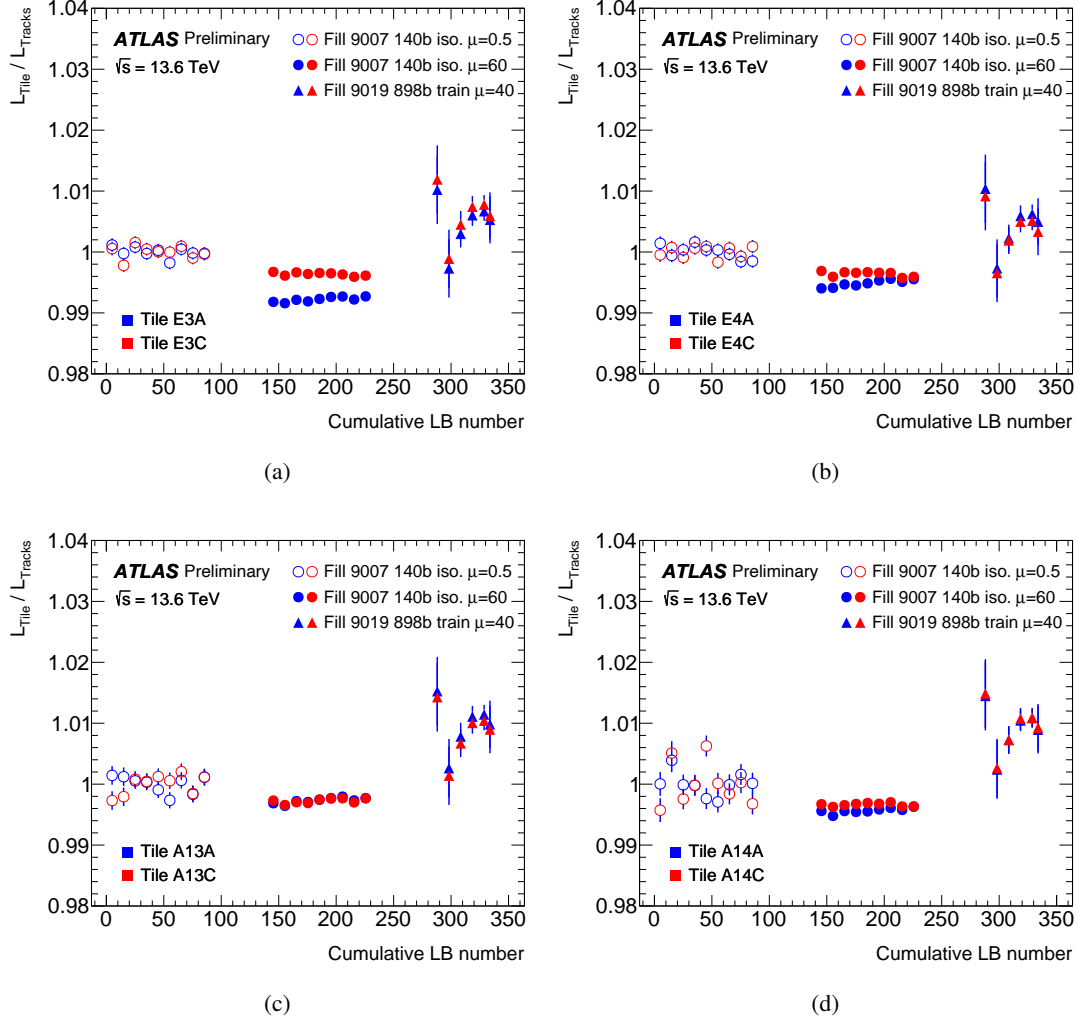 L_Tile / L_Tracks
1.04
1.03
1.02
1.01
1
0.99
0.98
ATLAS Preliminary
√s = 13.6 TeV
Fill 9007 140b iso. μ=0.5
Fill 9007 140b iso. μ=60
Fill 9019 898b train μ=40
Tile E3A
Tile E3C
0 50 100 150 200 250 300 350
Cumulative LB number
(a)
L_Tile / L_Tracks
1.04
1.03
1.02
1.01
1
0.99
0.98
ATLAS Preliminary
√s = 13.6 TeV
Fill 9007 140b iso. μ=0.5
Fill 9007 140b iso. μ=60
Fill 9019 898b train μ=40
Tile E4A
Tile E4C
0 50 100 150 200 250 300 350
Cumulative LB number
(b)
L_Tile / L_Tracks
1.04
1.03
1.02
1.01
1
0.99
0.98
ATLAS Preliminary
√s = 13.6 TeV
Fill 9007 140b iso. μ=0.5
Fill 9007 140b iso. μ=60
Fill 9019 898b train μ=40
Tile A13A
Tile A13C
0 50 100 150 200 250 300 350
Cumulative LB number
(c)
L_Tile / L_Tracks
1.04
1.03
1.02
1.01
1
0.99
0.98
ATLAS Preliminary
√s = 13.6 TeV
Fill 9007 140b iso. μ=0.5
Fill 9007 140b iso. μ=60
Fill 9019 898b train μ=40
Tile A14A
Tile A14C
0 50 100 150 200 250 300 350
Cumulative LB number
(d)